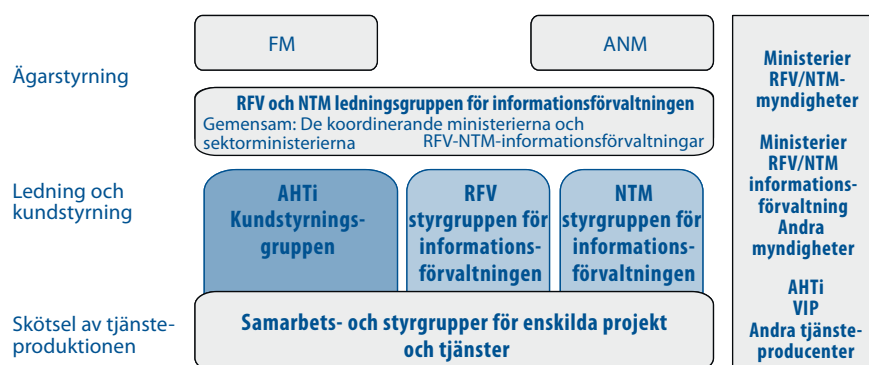 FM
ANM
Ägarstyrning
RFV och NTM ledningsgruppen för informationsförvaltningen
Gemensam: De koordinerande ministerierna och
sektorministerierna
RFV-NTM-informationsförvaltningar
Ledning och
kundstyrning
AHTi
Kundstyrnings-
gruppen
RFV
styrgruppen för
informations-
förvaltningen
NTM
styrgruppen för
informations-
förvaltningen
Skötsel av tjänste-
produktionen
Samarbets- och styrgrupper för enskilda projekt
och tjänster
Ministerier
RFV/NTM-
myndigheter
Ministerier
RFV/NTM
informations-
förvaltning
Andra
myndigheter
AHTi
VIP
Andra tjänste-
producenter